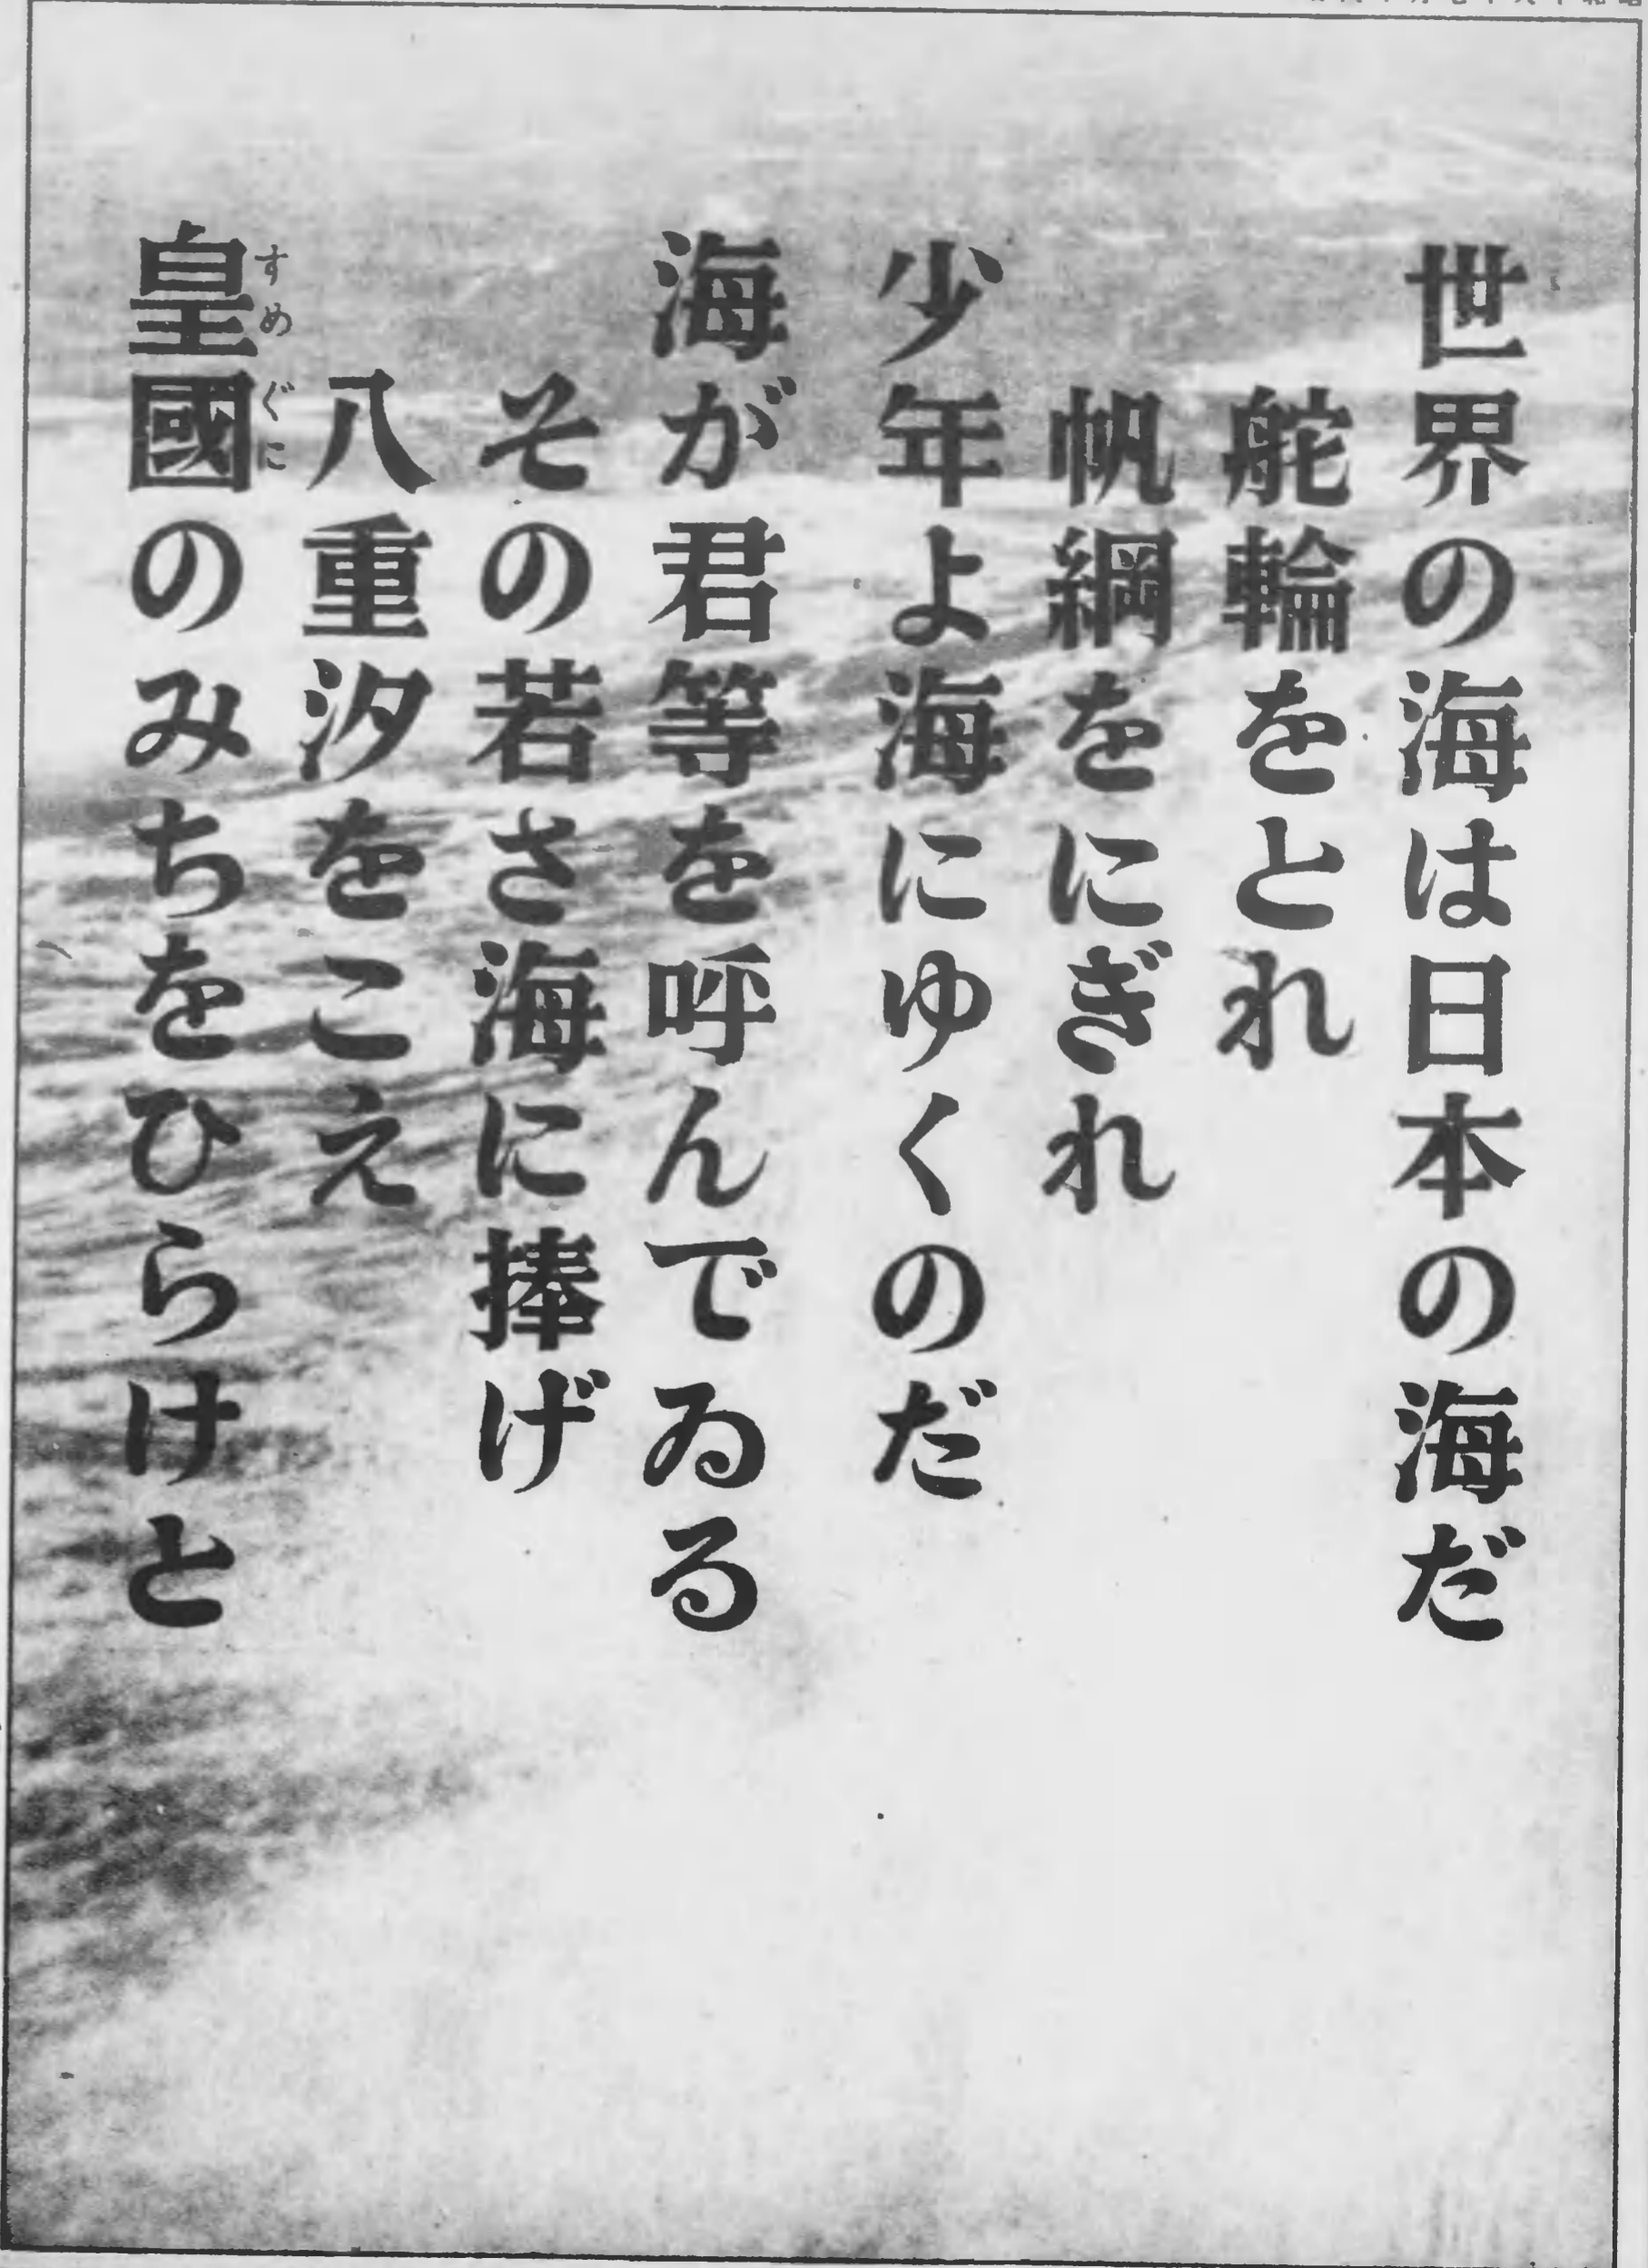 世界の海は日本の海だ
舵輪をとれ
帆綱をにぎれ
少年よ海にゆくのだ
海が君等を呼んでゐる
その若さ海に捧げ
八重汐をこえ
皇國のみちをひらけと
すめぐに